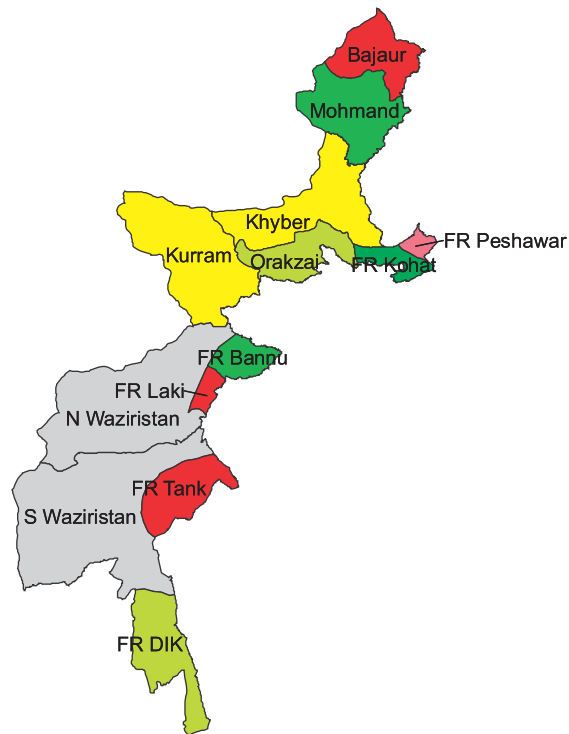 Bajaur
Mohmand
Khyber
FR Peshawar
Kurram
Orakzai
FR Kohat
FR Bannu
FR Laki
N Waziristan
FR Tank
S Waziristan
FR DIK